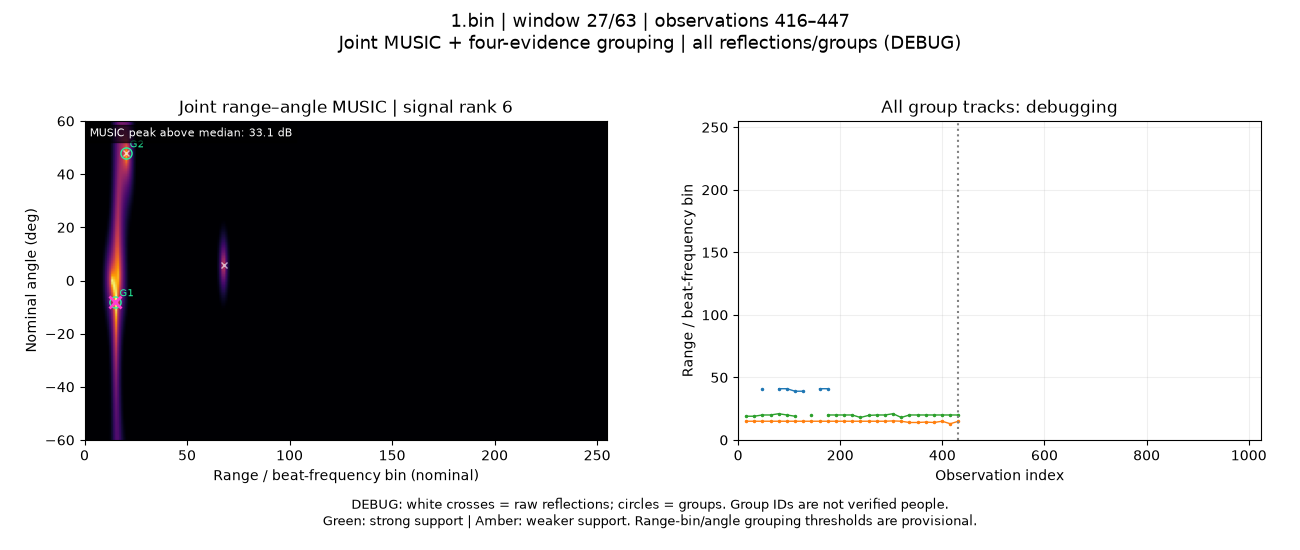 1.bin | window 27/63 | observations 416–447
Joint MUSIC + four-evidence grouping | all reflections/groups (DEBUG)
Joint range–angle MUSIC | signal rank 6
MUSIC peak above median: 33.1 dB
G2
G1
60
40
20
0
−20
−40
−60
Nominal angle (deg)
0
50
100
150
200
250
Range / beat-frequency bin (nominal)
All group tracks: debugging
250
200
150
100
50
0
Range / beat-frequency bin
0
200
400
600
800
1000
Observation index
DEBUG: white crosses = raw reflections; circles = groups. Group IDs are not verified people.
Green: strong support | Amber: weaker support. Range-bin/angle grouping thresholds are provisional.